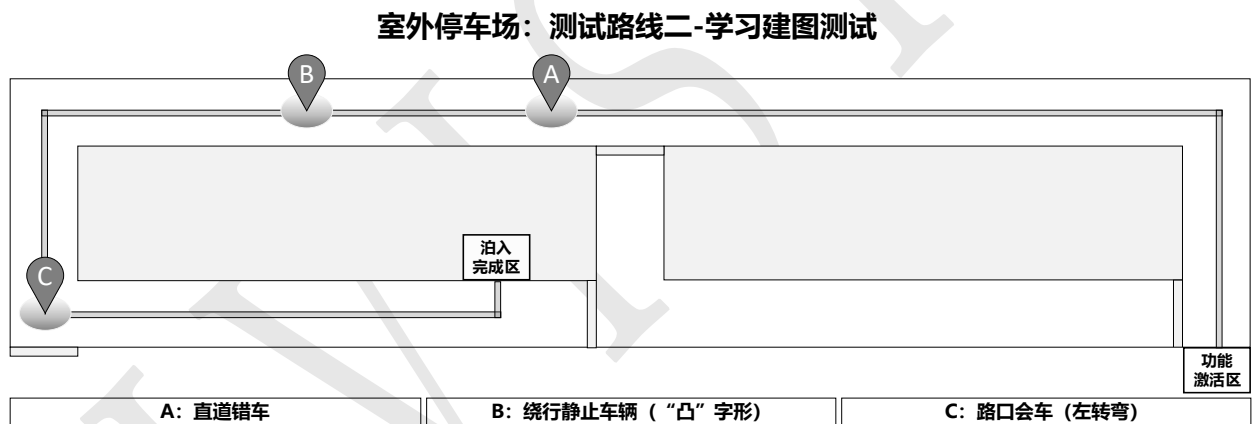 室外停车场：测试路线二-学习建图测试
B
A
C
泊入
完成区
功能
激活区
A：直道错车
B：绕行静止车辆（“凸”字形）
C：路口会车（左转弯）